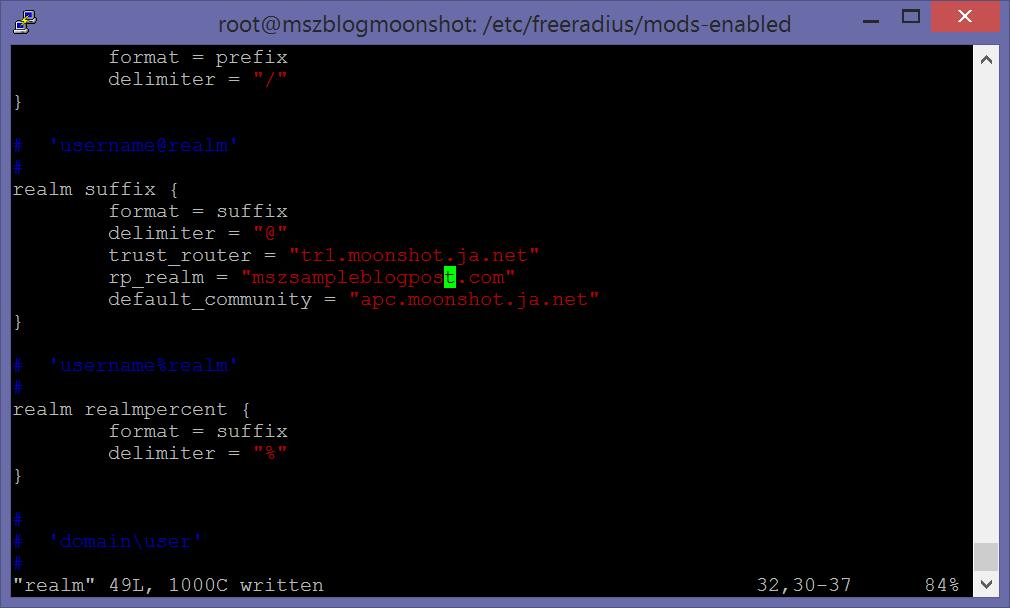 root@mszblogmoonshot: /etc/freeradius/mods-enabled
        format = prefix
        delimiter = "/"
}
#  'username@realm'
#
realm suffix {
        format = suffix
        delimiter = "@"
        trust_router = "tr1.moonshot.ja.net"
        rp_realm = "mszsampleblogpost.com"
        default_community = "apc.moonshot.ja.net"
}
#  'username%realm'
#
realm realmpercent {
        format = suffix
        delimiter = "%"
}
#
#  'domain\user'
#
"realm" 49L, 1000C written                                    32,30-37      84%